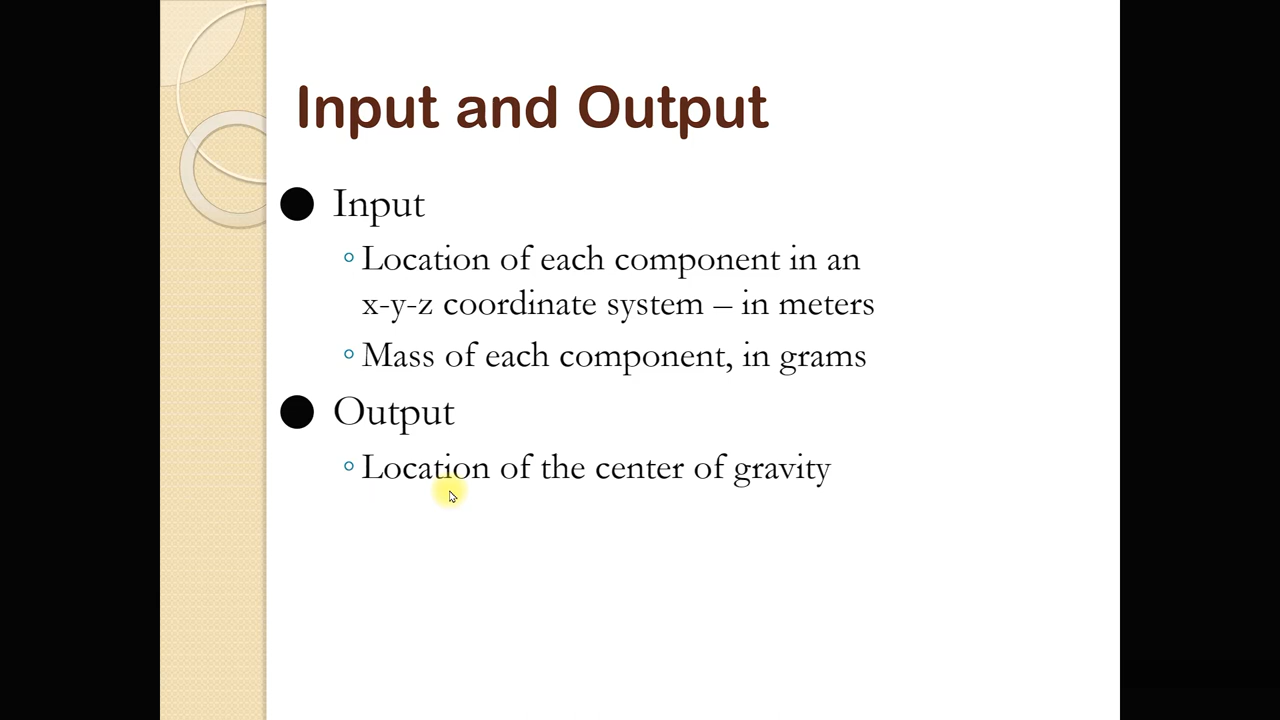 Input and Output
Input
Location of each component in an
x-y-z coordinate system – in meters
Mass of each component, in grams
Output
Location of the center of gravity